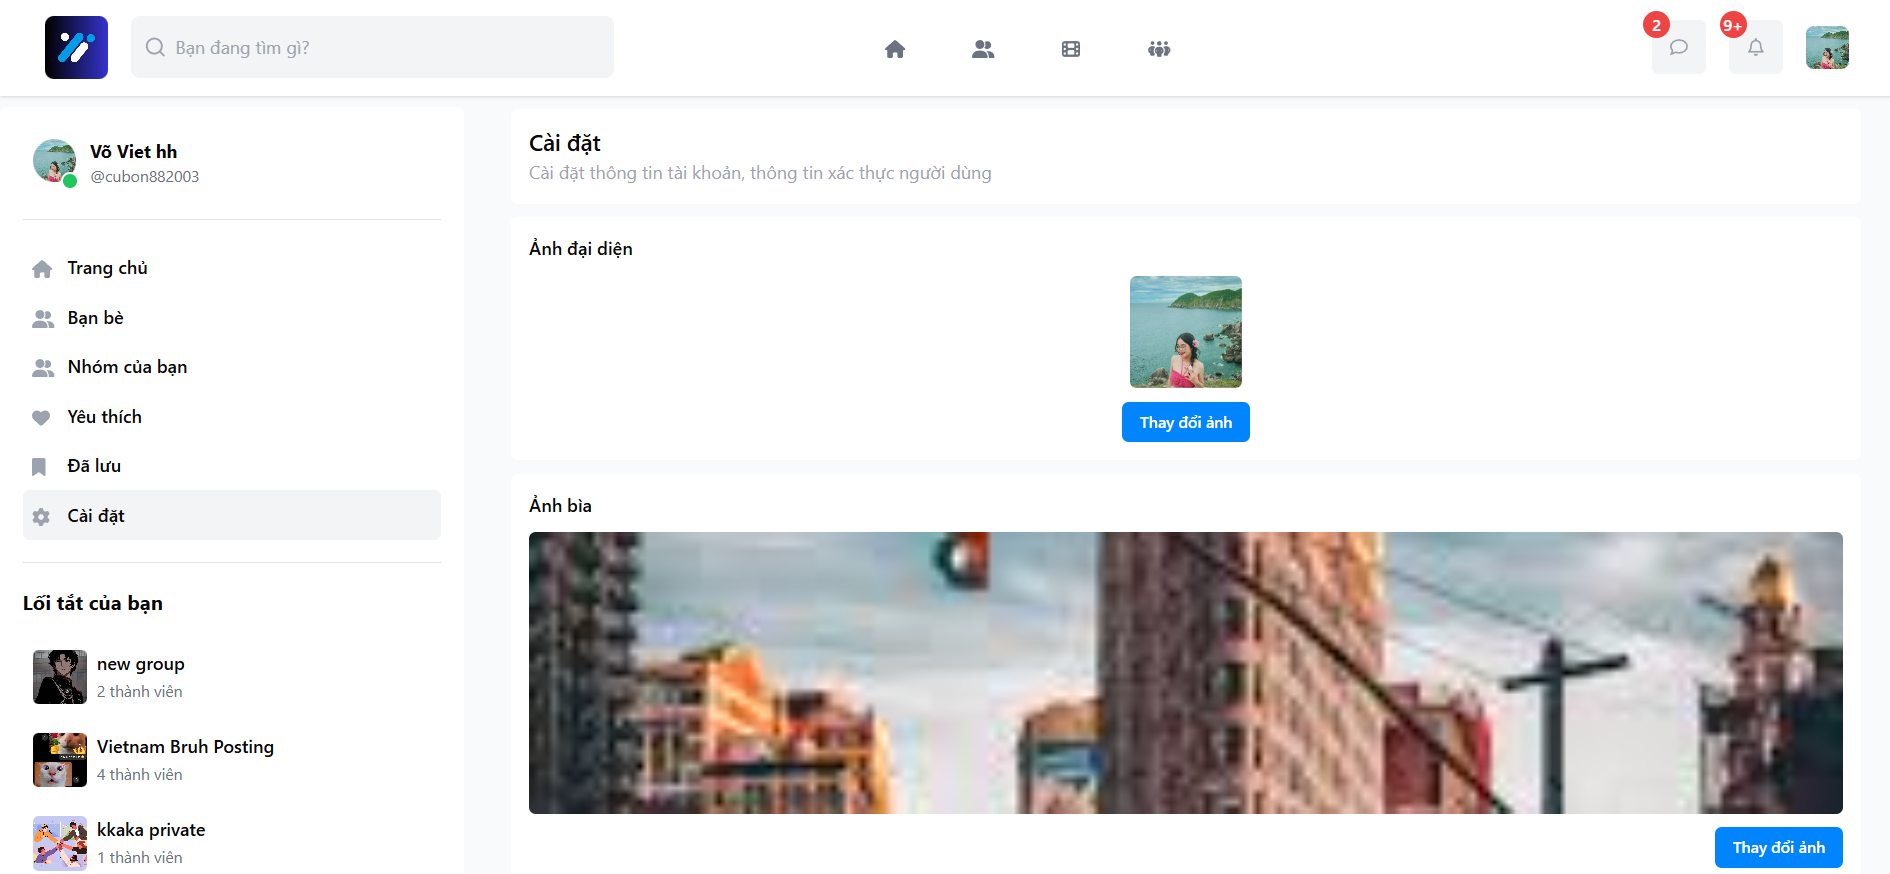 Bạn đang tìm gì?
2
9+
Võ Viet hh
@cubon882003
Trang chủ
Bạn bè
Nhóm của bạn
Yêu thích
Đã lưu
Cài đặt
Lối tắt của bạn
new group
2 thành viên
Vietnam Bruh Posting
4 thành viên
kkaka private
1 thành viên
Cài đặt
Cài đặt thông tin tài khoản, thông tin xác thực người dùng
Ảnh đại diện
Thay đổi ảnh
Ảnh bìa
Thay đổi ảnh